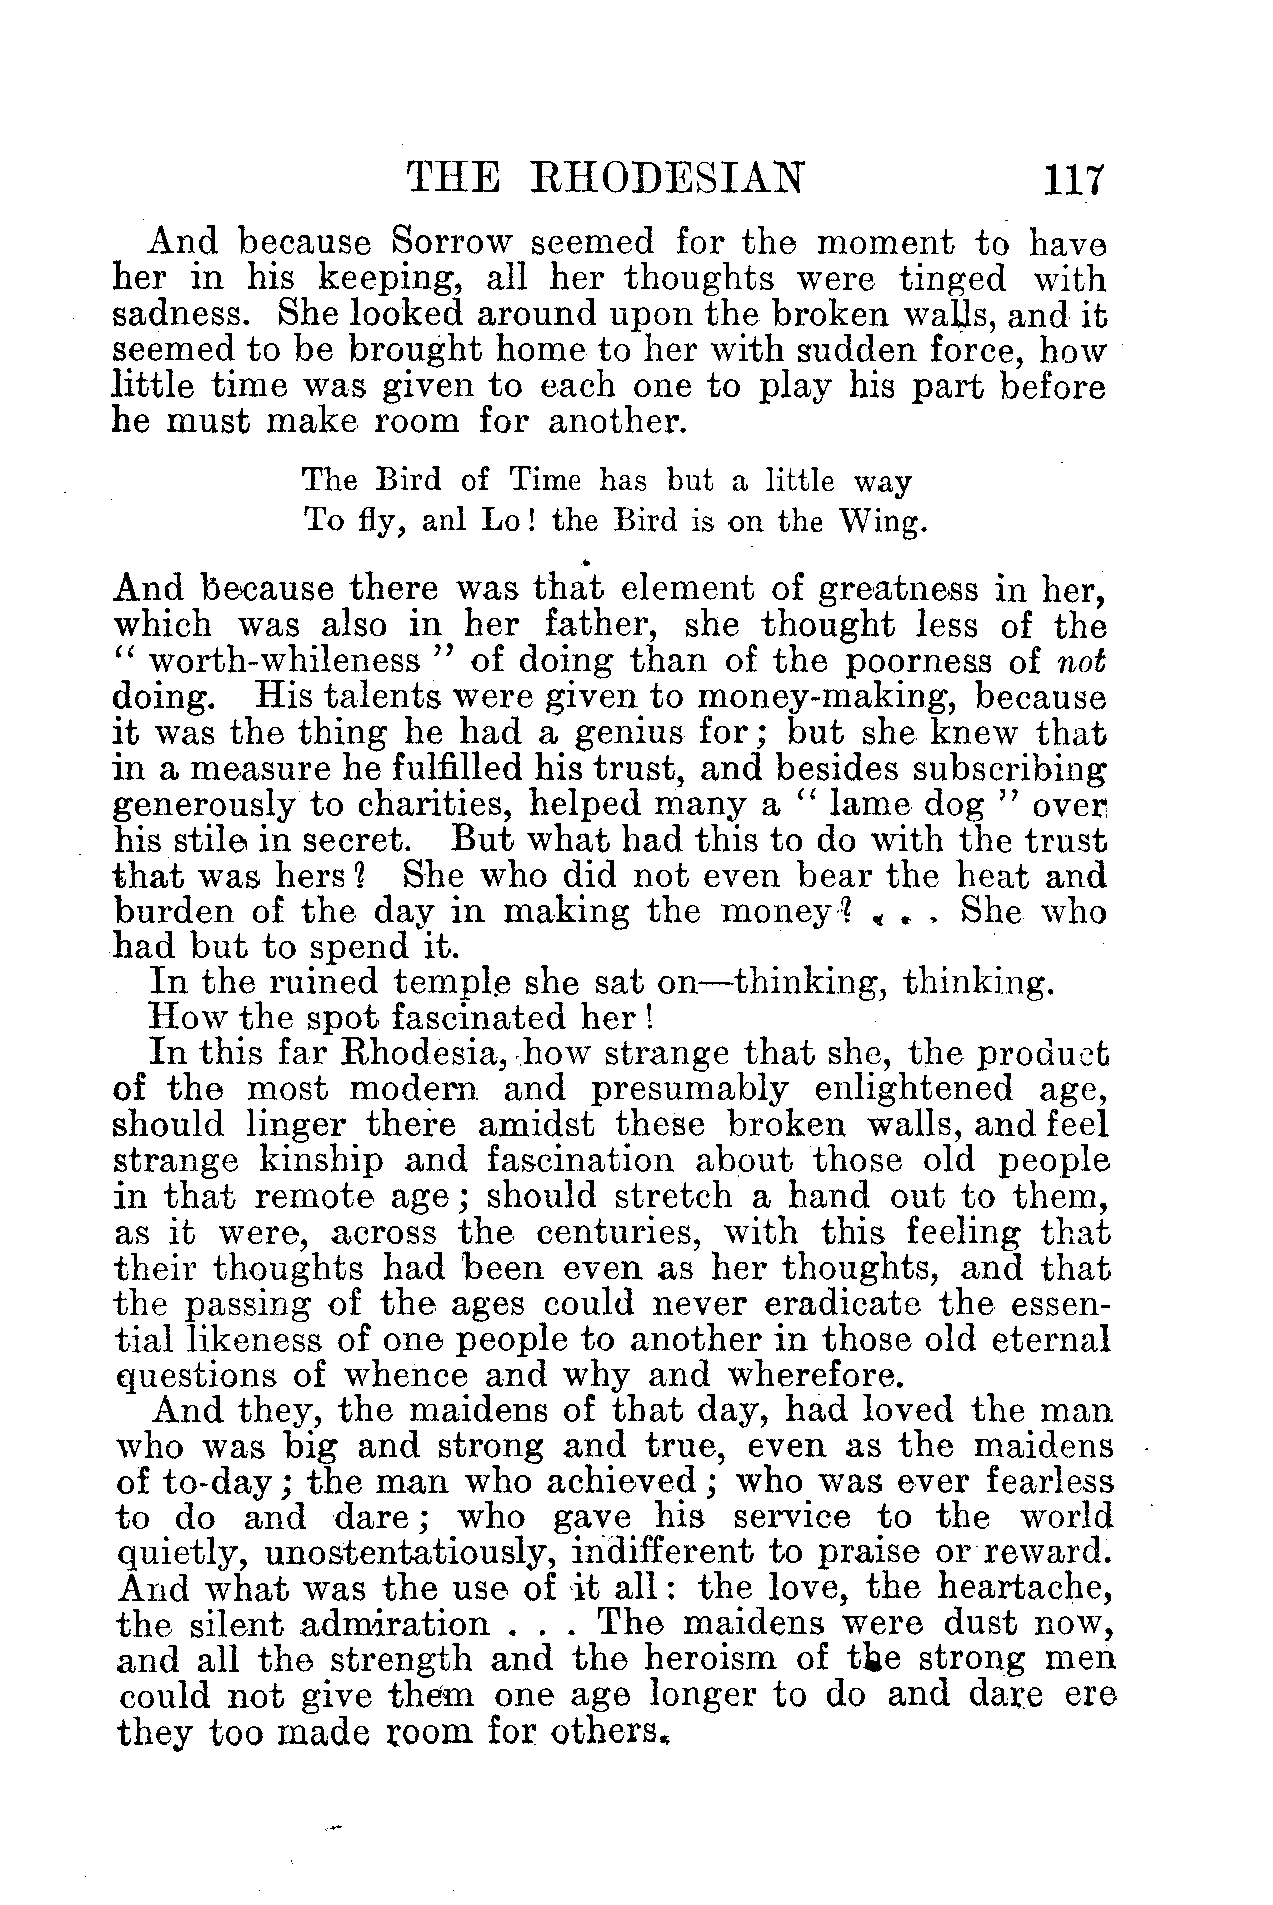 THE RHODESIAN 117
And because Sorrow seemed for the moment to have
her in his keeping, all her thoughts were tinged with
sadness. She looked around upon the broken walls, and it
seemed to be brought home to her with sudden force, how
little time was given to each one to play his part before
he must make room for another.
The Bird of Time has but a little way
To fly, anl Lo! the Bird is on the Wing.
And because there was that element of greatness in her,
which was also in her father, she thought less of the
“ worth-whileness ” of doing than of the poorness of not
doing. His talents were given to money-making, because
it was the thing he had a genius for; but she knew that
in a measure he fulfilled his trust, and besides subscribing
generously to charities, helped many a “ lame dog ” over
his stile in secret. But what had this to do with the trust
that was hers? She who did not even bear the heat and
burden of the day in making the money? . . . She who
had but to spend it.
In the ruined temple she sat on—thinking, thinking.
How the spot fascinated her!
In this far Rhodesia, how strange that she, the product
of the most modern and presumably enlightened age,
should linger there amidst these broken walls, and feel
strange kinship and fascination about those old people
in that remote age; should stretch a hand out to them,
as it were, across the centuries, with this feeling that
their thoughts had been even as her thoughts, and that
the passing of the ages could never eradicate the essen-
tial likeness of one people to another in those old eternal
questions of whence and why and wherefore.
And they, the maidens of that day, had loved the man
who was big and strong and true, even as the maidens
of to-day; the man who achieved; who was ever fearless
to do and dare; who gave his service to the world
quietly, unostentatiously, indifferent to praise or reward.
And what was the use of it all: the love, the heartache,
the silent admiration . . . The maidens were dust now,
and all the strength and the heroism of the strong men
could not give them one age longer to do and dare ere
they too made room for others.